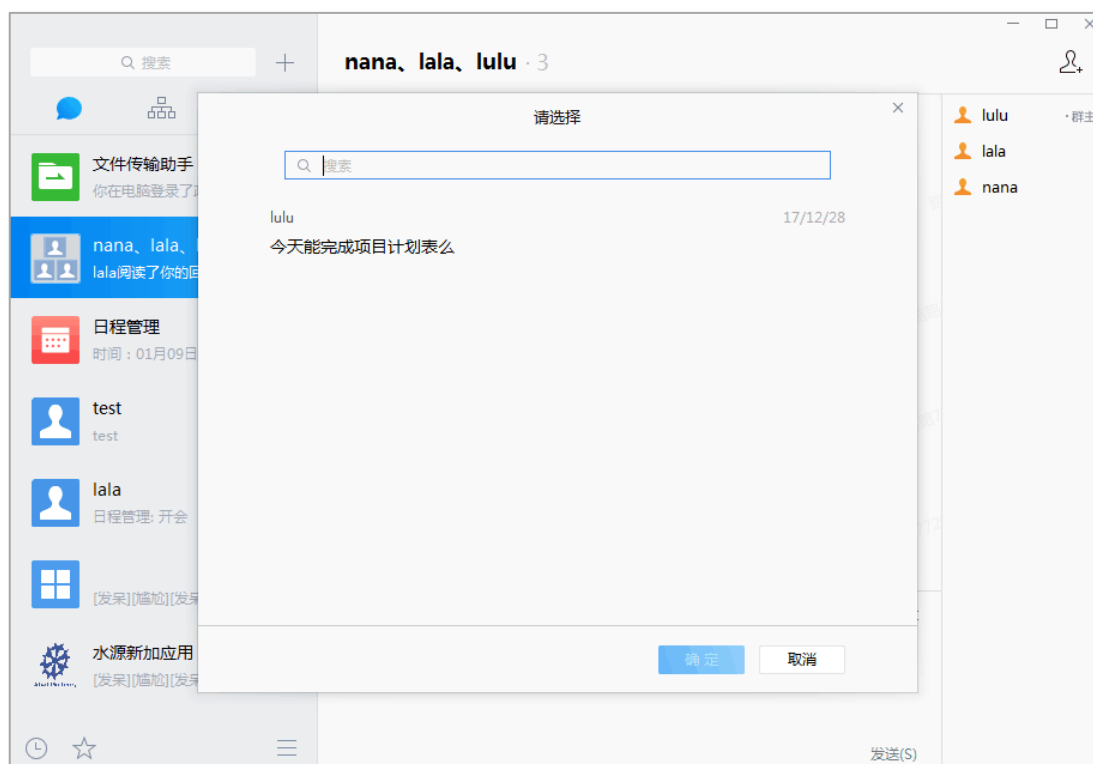 搜索
nana、lala、lulu · 3
请选择
搜索
lulu 17/12/28
今天能完成项目计划表么
确定 取消
文件传输助手
你在电脑登录了
nana、lala、
lala阅读了你的回
日程管理
时间：01月09日
test
test
lala
日程管理: 开会
[发呆][尴尬][发呆
水源新加应用
[发呆][尴尬][发呆
lulu ·群主
lala
nana
发送(S)